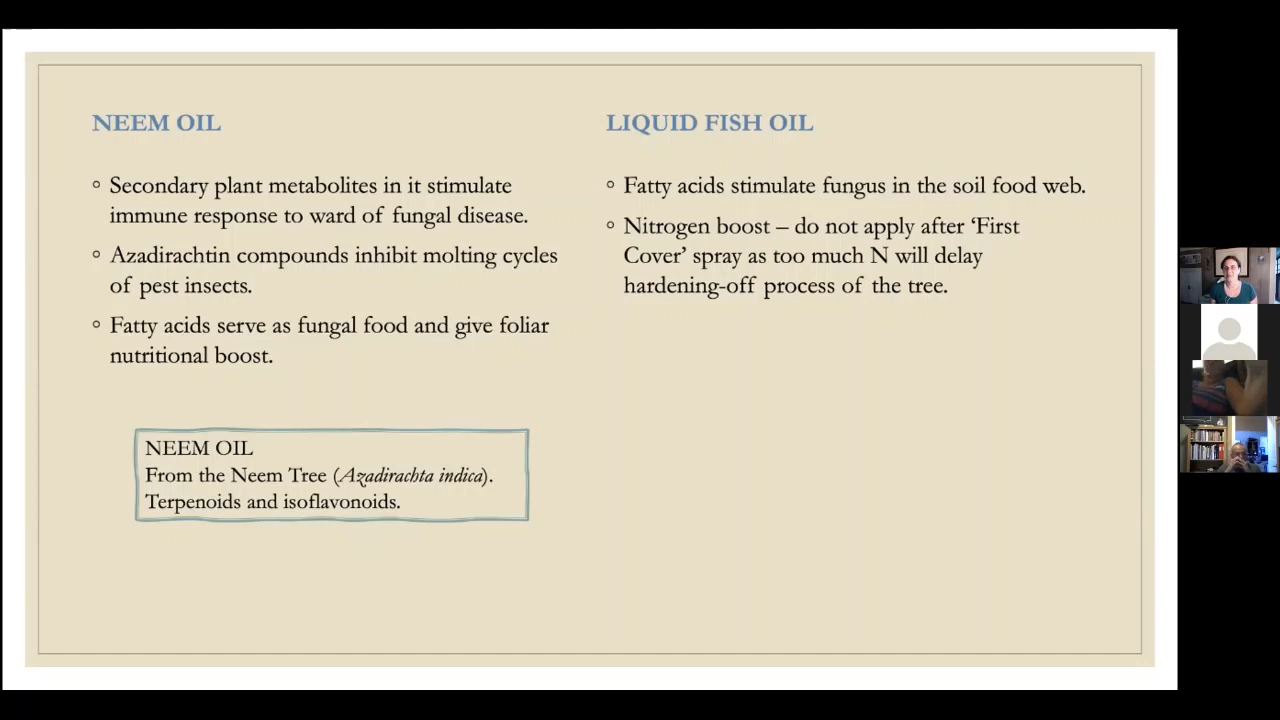 NEEM OIL
◦ Secondary plant metabolites in it stimulate
immune response to ward of fungal disease.
◦ Azadirachtin compounds inhibit molting cycles
of pest insects.
◦ Fatty acids serve as fungal food and give foliar
nutritional boost.
NEEM OIL
From the Neem Tree (Azadirachta indica).
Terpenoids and isoflavonoids.
LIQUID FISH OIL
◦ Fatty acids stimulate fungus in the soil food web.
◦ Nitrogen boost – do not apply after ‘First
Cover’ spray as too much N will delay
hardening-off process of the tree.